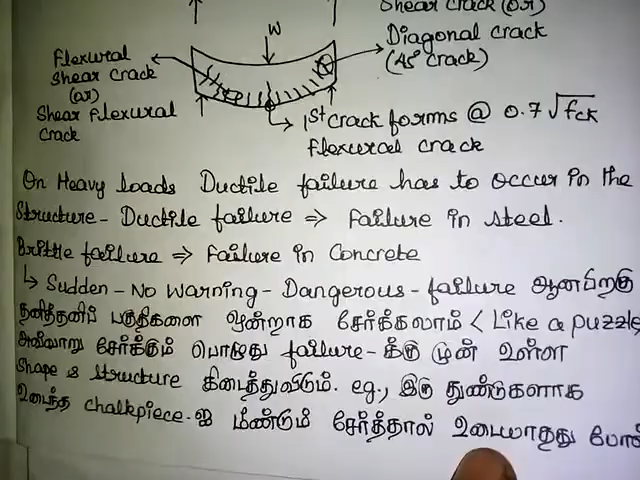 Shear crack (or)
W
Diagonal crack
(45° crack)
Flexural
Shear crack
(or)
Shear flexural
crack
1st crack forms @ 0.7 √fck
flexural crack
On Heavy loads Ductile failure has to occur in the
Structure - Ductile failure ⇒ Failure in steel.
Brittle failure ⇒ Failure in Concrete
↳ Sudden - No warning - Dangerous - failure ஆனபிறகு
தனித்தனிப் பகுதிகளை ஒன்றாக சேர்க்கலாம் < Like a puzzle
அவ்வாறு சேர்க்கும் பொழுது failure-க்கு முன் உள்ள
Shape & structure கிடைத்துவிடும். eg., இரு துண்டுகளாக
உடைந்த chalkpiece-ஐ மீண்டும் சேர்த்தால் உடையாதது போல்